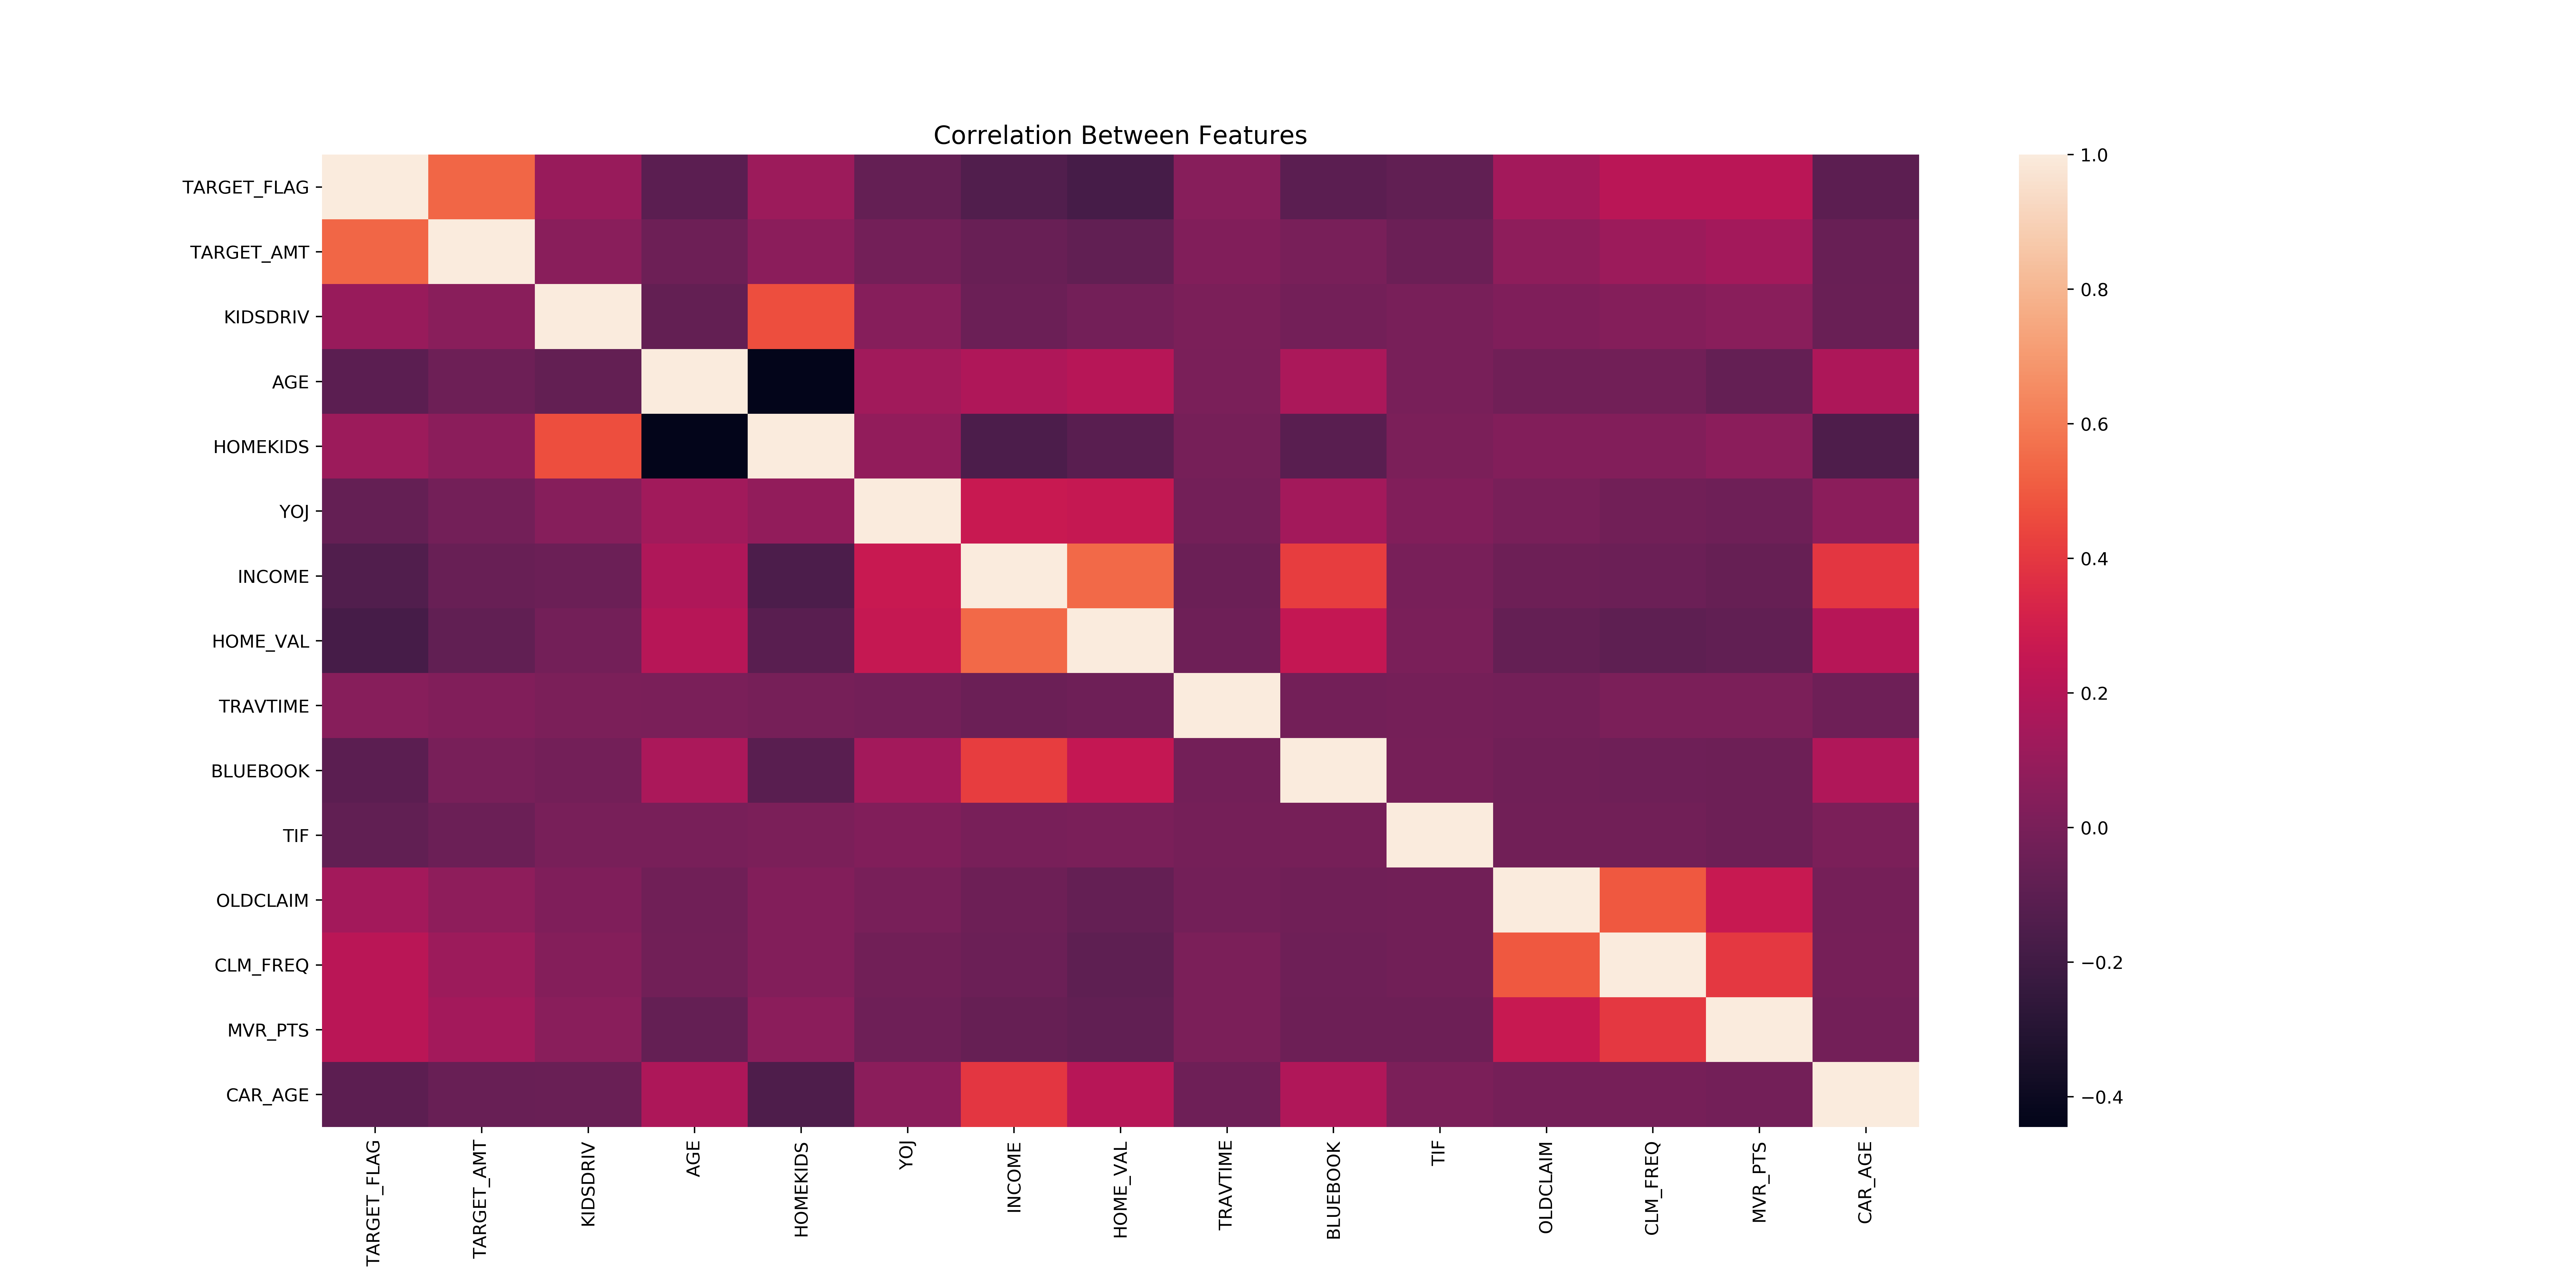 Correlation Between Features
TARGET_FLAG
TARGET_AMT
KIDSDRIV
AGE
HOMEKIDS
YOJ
INCOME
HOME_VAL
TRAVTIME
BLUEBOOK
TIF
OLDCLAIM
CLM_FREQ
MVR_PTS
CAR_AGE
TARGET_FLAG
TARGET_AMT
KIDSDRIV
AGE
HOMEKIDS
YOJ
INCOME
HOME_VAL
TRAVTIME
BLUEBOOK
TIF
OLDCLAIM
CLM_FREQ
MVR_PTS
CAR_AGE
1.0
0.8
0.6
0.4
0.2
0.0
−0.2
−0.4